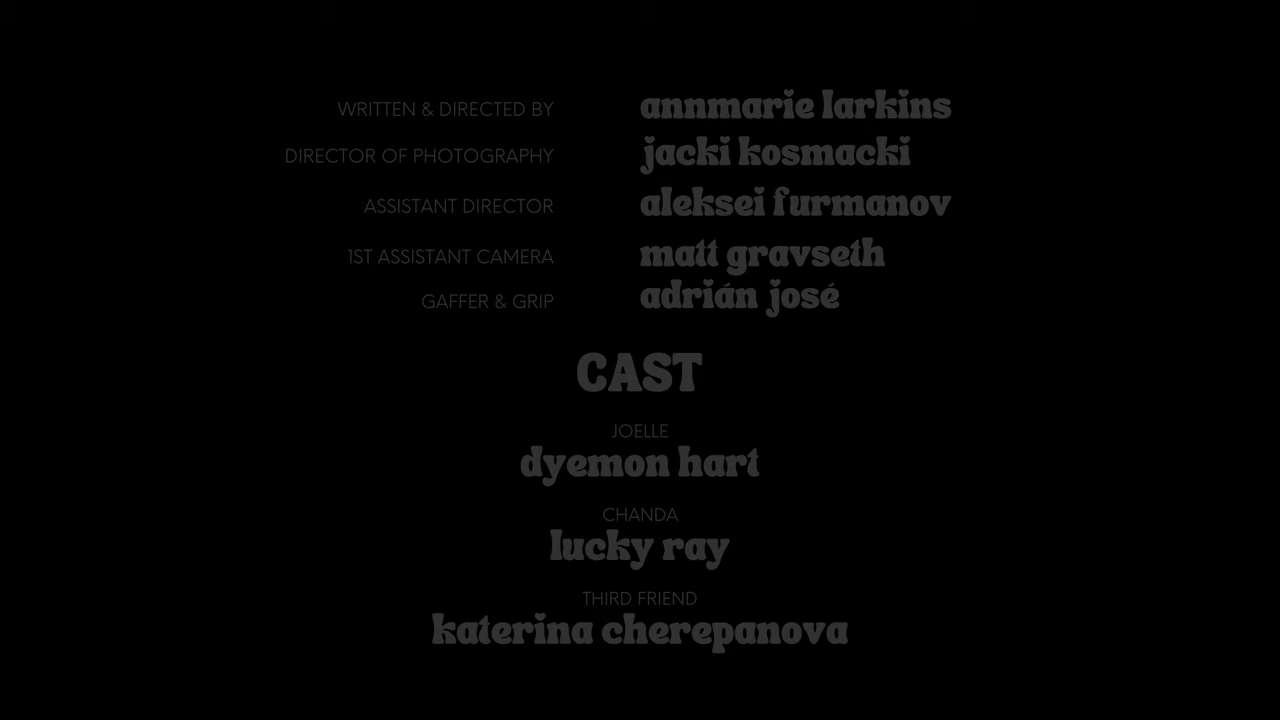 WRITTEN & DIRECTED BY annmarie larkins
DIRECTOR OF PHOTOGRAPHY jacki kosmacki
ASSISTANT DIRECTOR aleksei furmanov
1ST ASSISTANT CAMERA matt gravseth
GAFFER & GRIP adrián josé
CAST
JOELLE
dyemon hart
CHANDA
lucky ray
THIRD FRIEND
katerina cherepanova